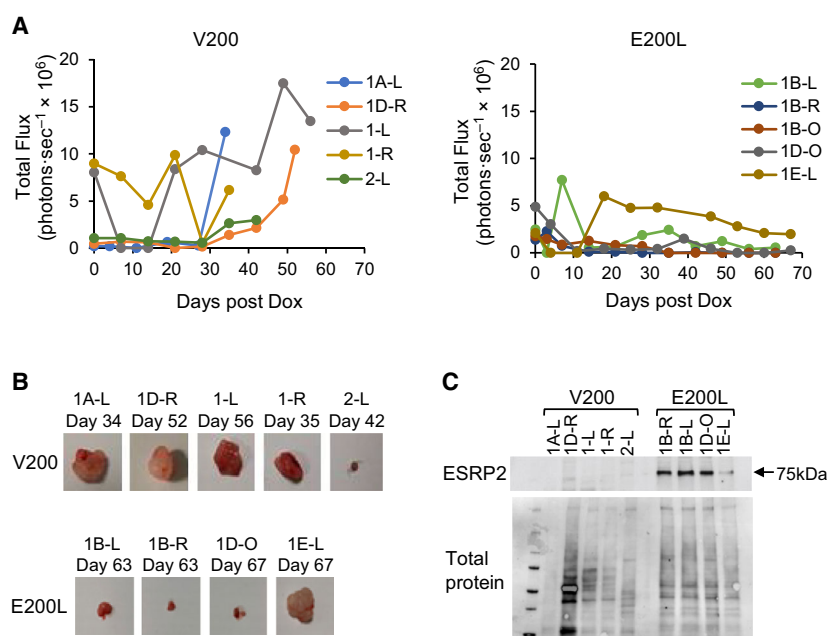 A
V200
Total Flux
(photons·sec⁻¹ × 10⁶)
20
15
10
5
0
0 10 20 30 40 50 60 70
Days post Dox
1A-L
1D-R
1-L
1-R
2-L
E200L
Total Flux
(photons·sec⁻¹ × 10⁶)
20
15
10
5
0
0 10 20 30 40 50 60 70
Days post Dox
1B-L
1B-R
1B-O
1D-O
1E-L
B
1A-L 1D-R 1-L 1-R 2-L
Day 34 Day 52 Day 56 Day 35 Day 42
V200
1B-L 1B-R 1D-O 1E-L
Day 63 Day 63 Day 67 Day 67
E200L
C
V200 E200L
1A-L 1D-R 1-L 1-R 2-L 1B-R 1B-L 1D-O 1E-L
ESRP2 75kDa
Total
protein